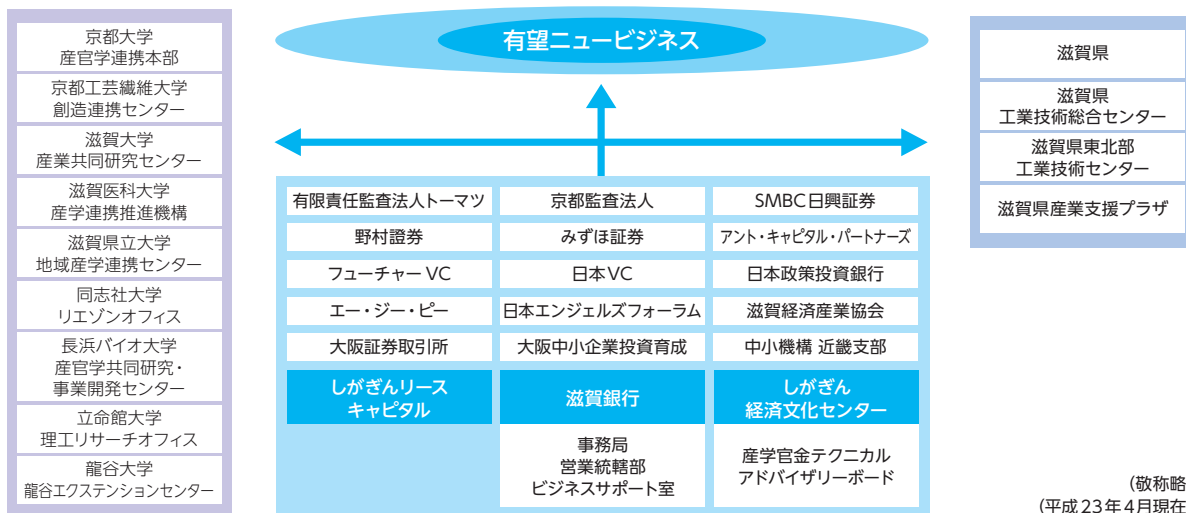 京都大学
産官学連携本部
京都工芸繊維大学
創造連携センター
滋賀大学
産業共同研究センター
滋賀医科大学
産学連携推進機構
滋賀県立大学
地域産学連携センター
同志社大学
リエゾンオフィス
長浜バイオ大学
産官学共同研究・
事業開発センター
立命館大学
理工リサーチオフィス
龍谷大学
龍谷エクステンションセンター
有望ニュービジネス
有限責任監査法人トーマツ
京都監査法人
SMBC日興証券
野村證券
みずほ証券
アント・キャピタル・パートナーズ
フューチャーVC
日本VC
日本政策投資銀行
エー・ジー・ピー
日本エンジェルズフォーラム
滋賀経済産業協会
大阪証券取引所
大阪中小企業投資育成
中小機構 近畿支部
しがぎんリース
キャピタル
滋賀銀行
しがぎん
経済文化センター
事務局
営業統轄部
ビジネスサポート室
産学官金テクニカル
アドバイザリーボード
滋賀県
滋賀県
工業技術総合センター
滋賀県東北部
工業技術センター
滋賀県産業支援プラザ
(敬称略
(平成23年4月現在